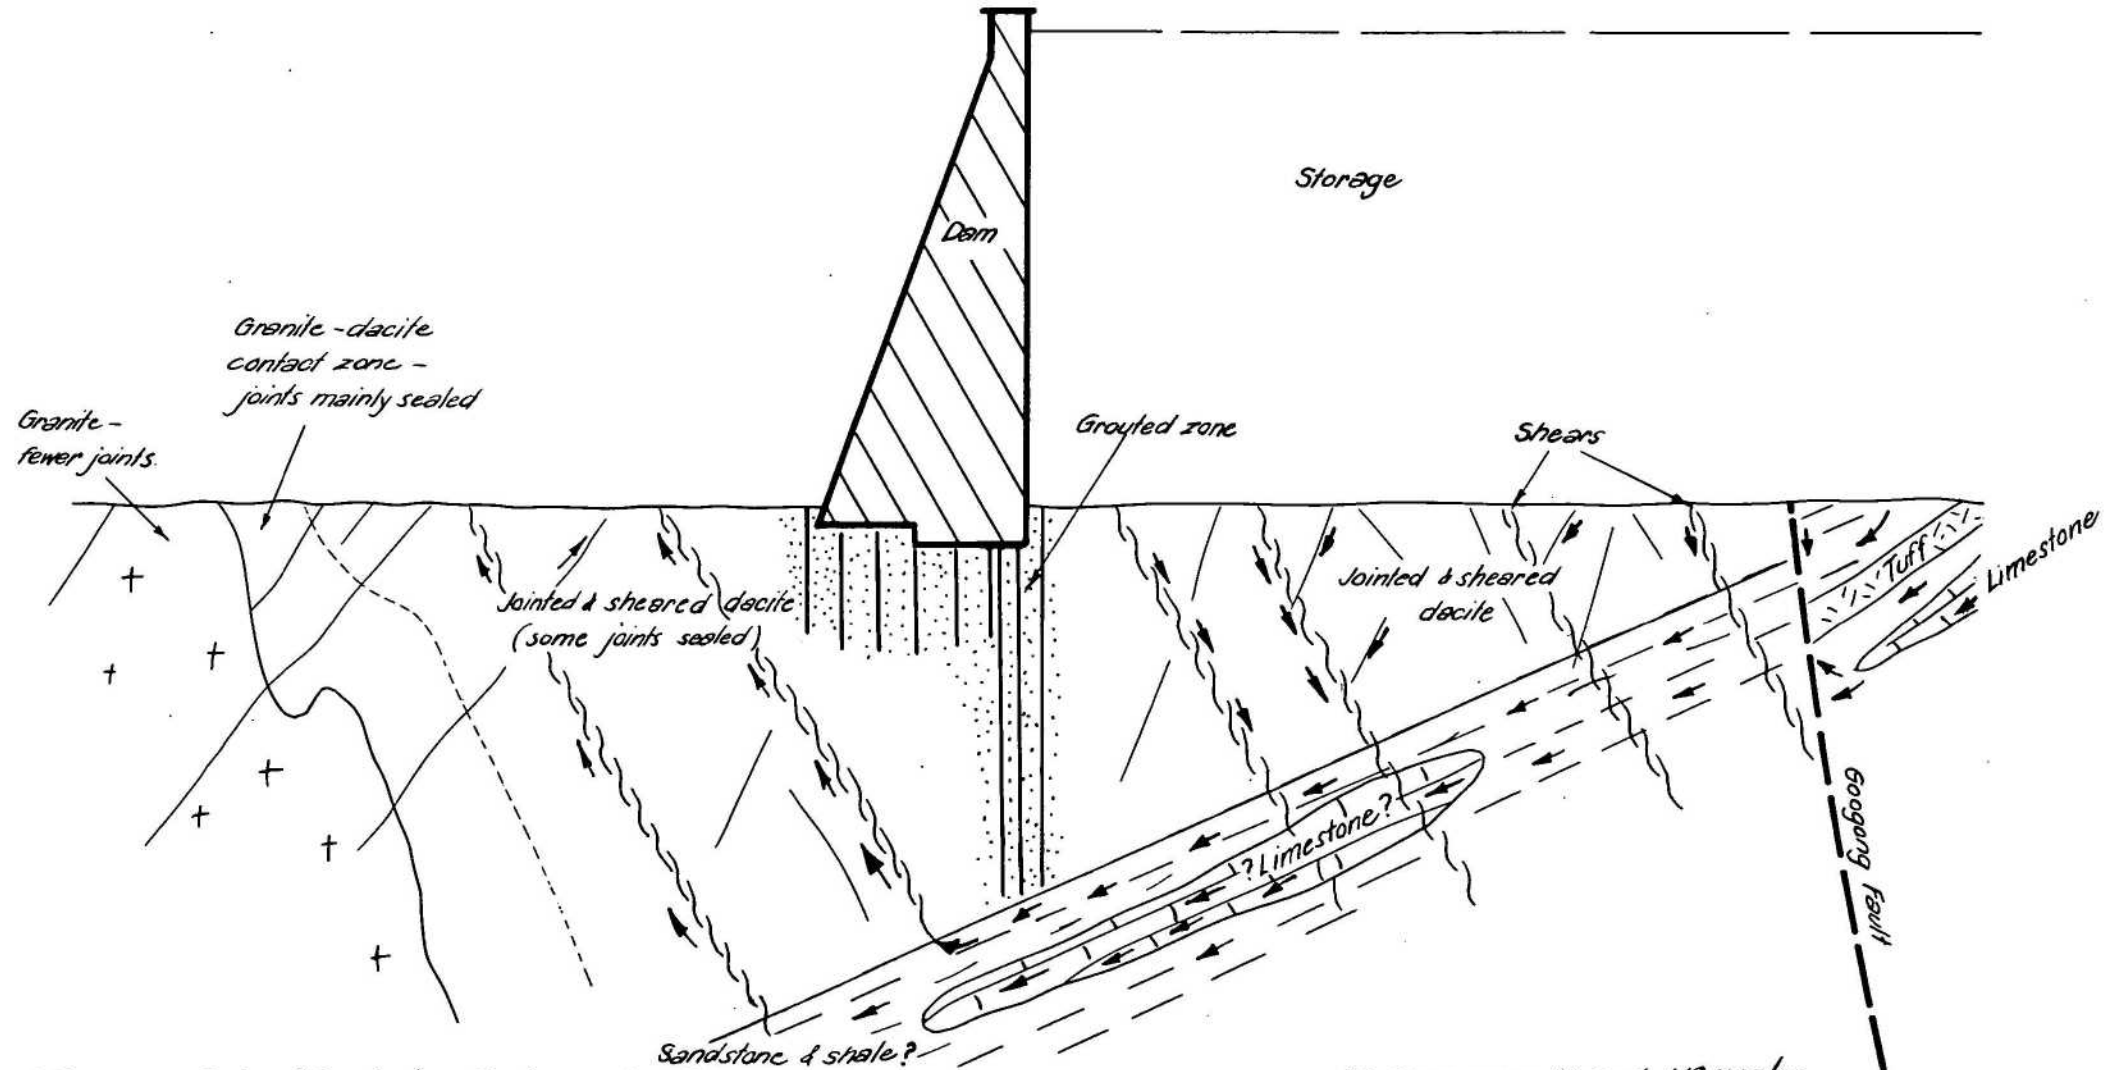 Storage
Dam
Granite-dacite
contact zone -
joints mainly sealed
Granite -
fewer joints.
Grouted zone
Shears
Jointed & sheared dacite
(some joints sealed)
Jointed & sheared
dacite
Tuff
Limestone
? Limestone?
Googong Fault
Sandstone & shale?